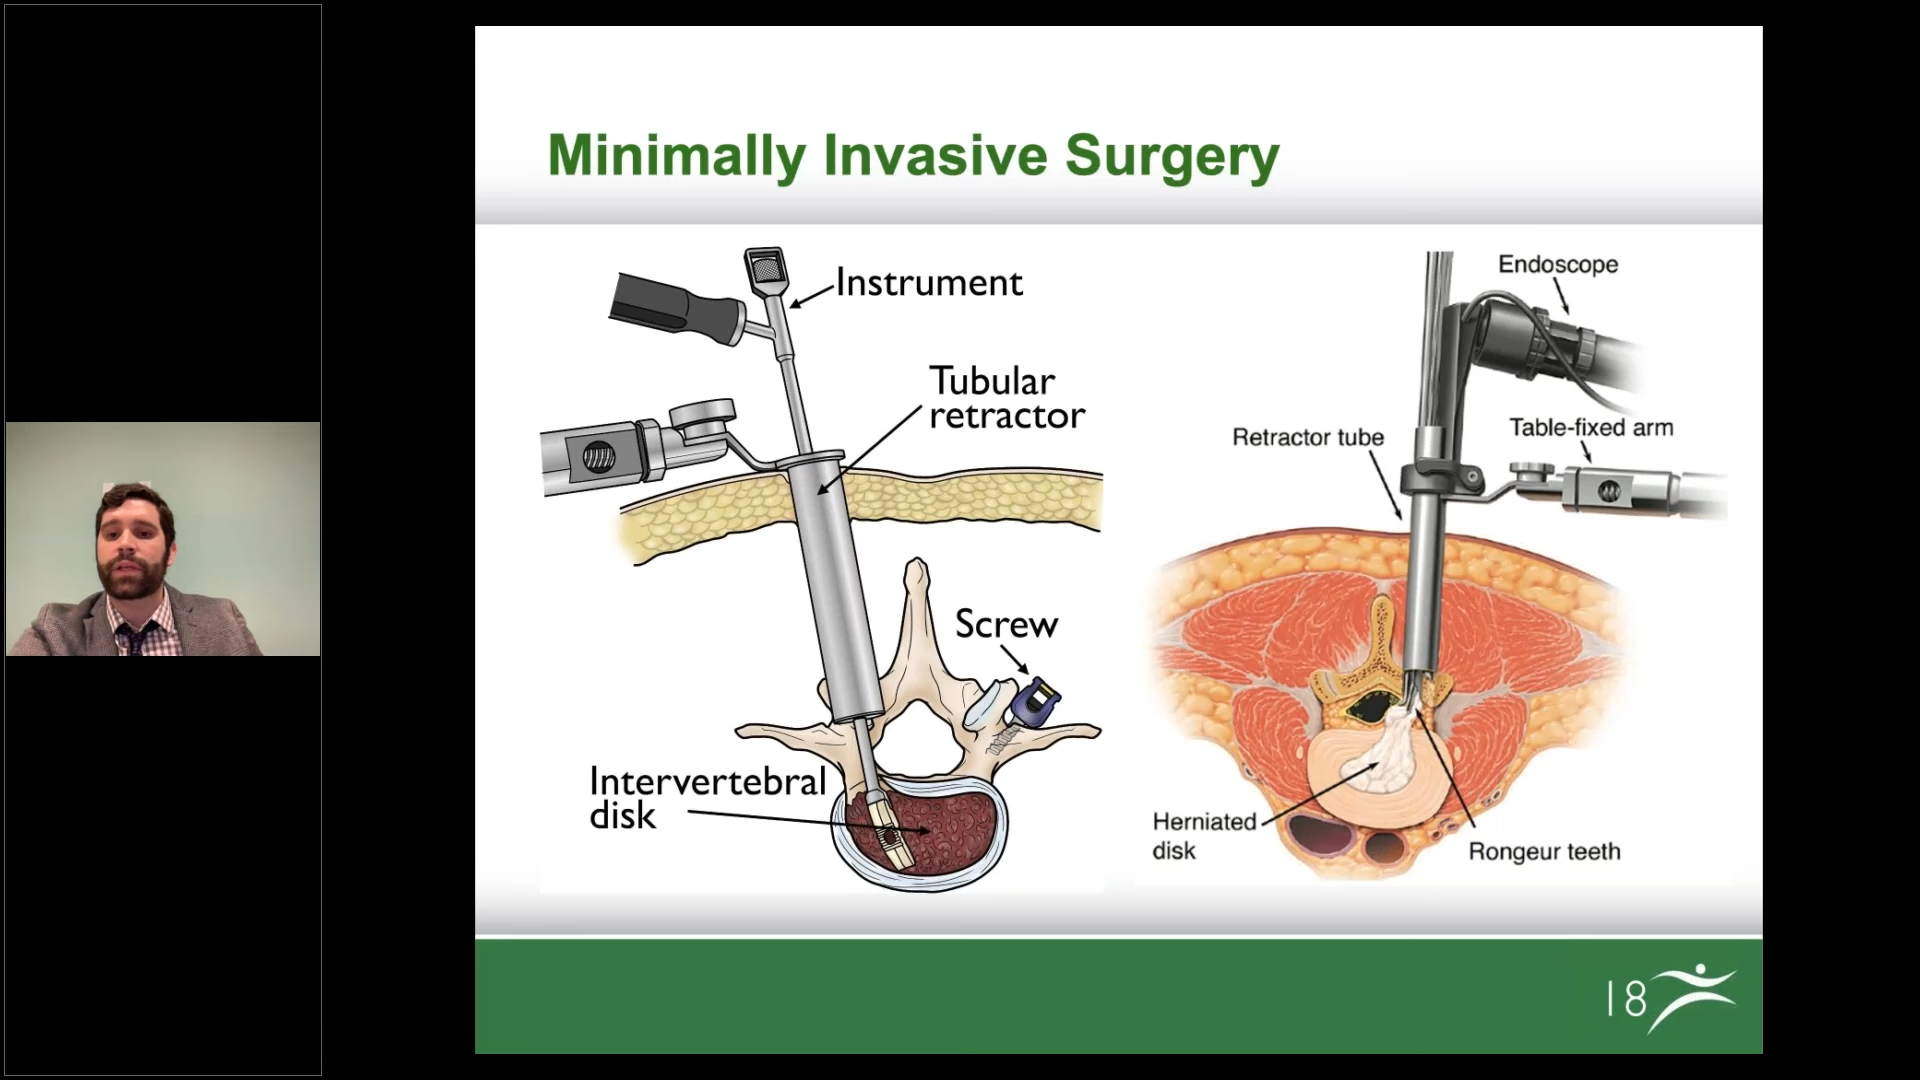 Minimally Invasive Surgery
Instrument
Tubular
retractor
Screw
Intervertebral
disk
Endoscope
Retractor tube
Table-fixed arm
Herniated
disk
Rongeur teeth
18